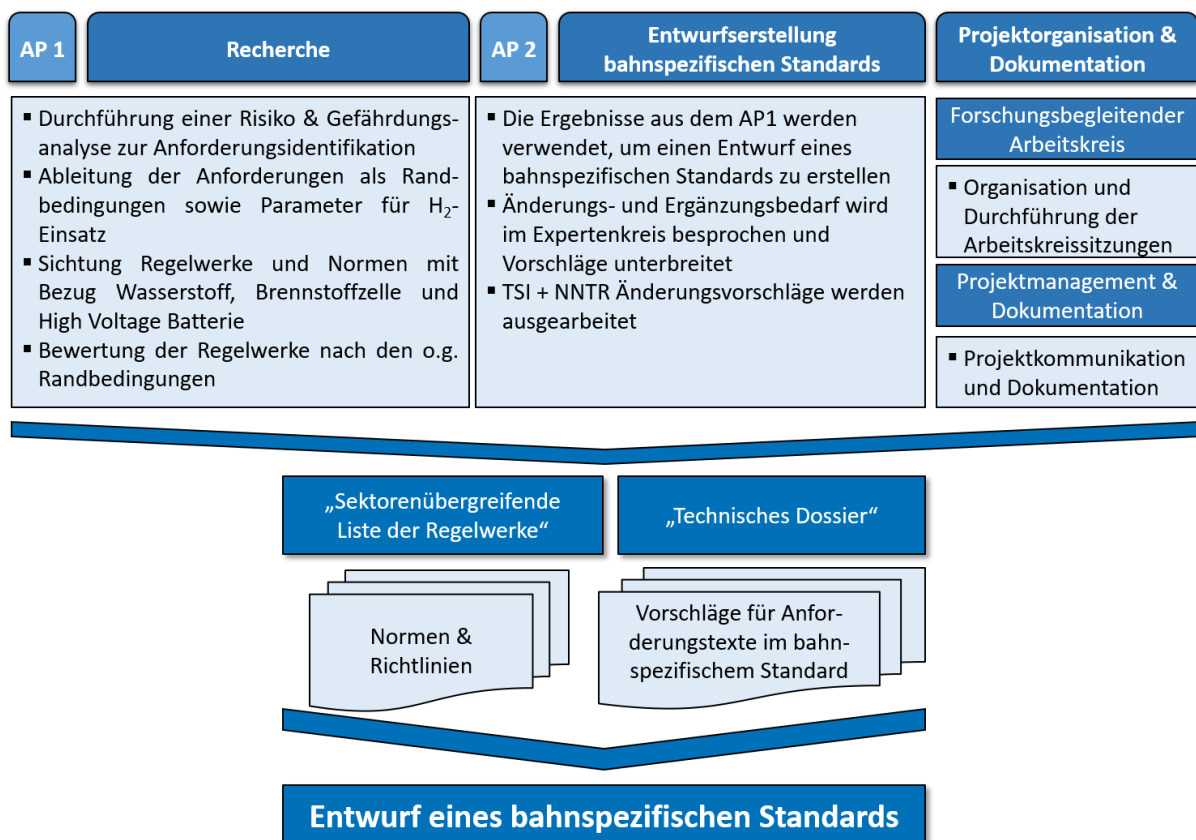 AP 1
Recherche
AP 2
Entwurfserstellung
bahnspezifischen Standards
Projektorganisation &
Dokumentation
▪ Durchführung einer Risiko & Gefährdungs-
analyse zur Anforderungsidentifikation
▪ Ableitung der Anforderungen als Rand-
bedingungen sowie Parameter für H₂-
Einsatz
▪ Sichtung Regelwerke und Normen mit
Bezug Wasserstoff, Brennstoffzelle und
High Voltage Batterie
▪ Bewertung der Regelwerke nach den o.g.
Randbedingungen
▪ Die Ergebnisse aus dem AP1 werden
verwendet, um einen Entwurf eines
bahnspezifischen Standards zu erstellen
▪ Änderungs- und Ergänzungsbedarf wird
im Expertenkreis besprochen und
Vorschläge unterbreitet
▪ TSI + NNTR Änderungsvorschläge werden
ausgearbeitet
Forschungsbegleitender
Arbeitskreis
▪ Organisation und
Durchführung der
Arbeitskreissitzungen
Projektmanagement &
Dokumentation
▪ Projektkommunikation
und Dokumentation
„Sektorenübergreifende
Liste der Regelwerke“
„Technisches Dossier“
Normen &
Richtlinien
Vorschläge für Anfor-
derungstexte im bahn-
spezifischem Standard
Entwurf eines bahnspezifischen Standards